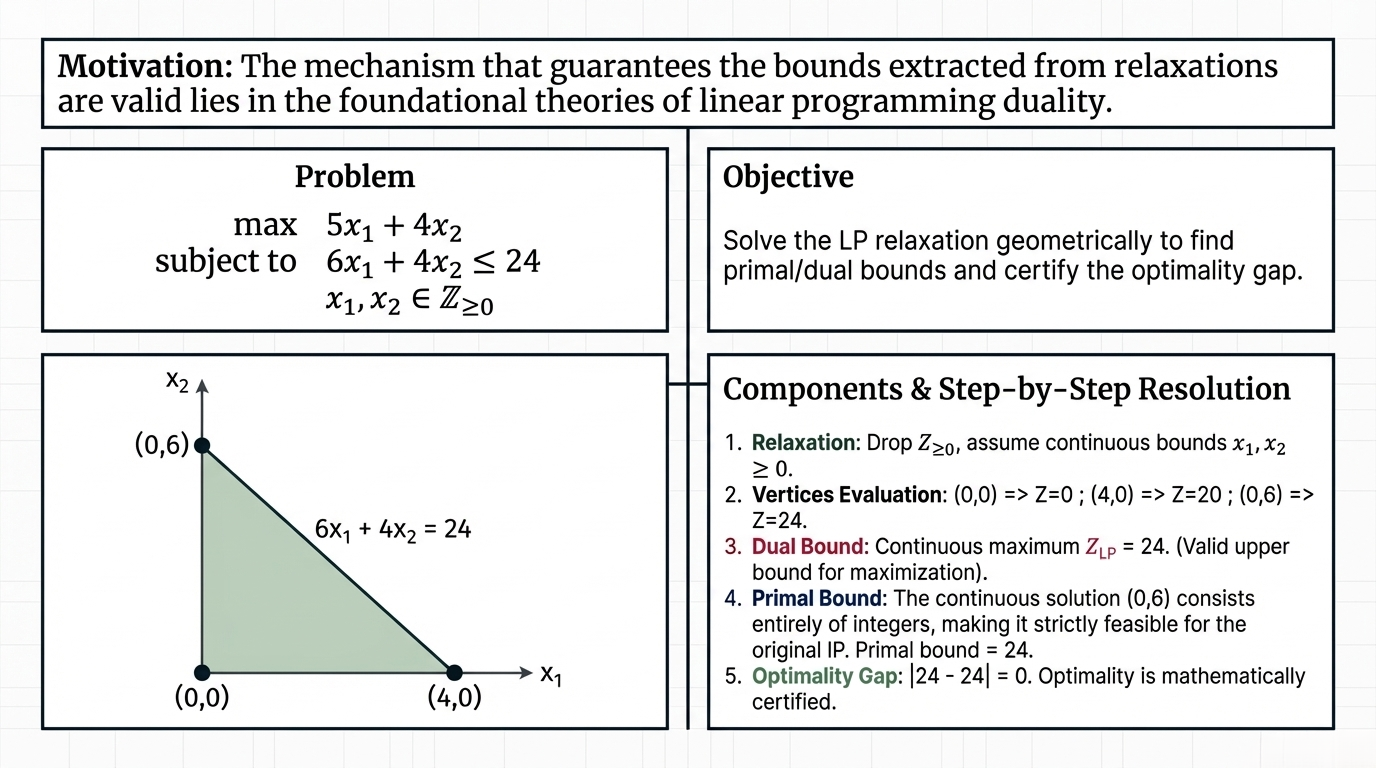 Motivation: The mechanism that guarantees the bounds extracted from relaxations
are valid lies in the foundational theories of linear programming duality.
Problem
max 5x₁ + 4x₂
subject to 6x₁ + 4x₂ ≤ 24
x₁, x₂ ∈ ℤ≥0
Objective
Solve the LP relaxation geometrically to find
primal/dual bounds and certify the optimality gap.
x₂
(0,6)
6x₁ + 4x₂ = 24
x₁
(0,0)
(4,0)
Components & Step-by-Step Resolution
1. Relaxation: Drop Z≥0, assume continuous bounds x₁, x₂
≥ 0.
2. Vertices Evaluation: (0,0) => Z=0 ; (4,0) => Z=20 ; (0,6) =>
Z=24.
3. Dual Bound: Continuous maximum Z_LP = 24. (Valid upper
bound for maximization).
4. Primal Bound: The continuous solution (0,6) consists
entirely of integers, making it strictly feasible for the
original IP. Primal bound = 24.
5. Optimality Gap: |24 - 24| = 0. Optimality is mathematically
certified.